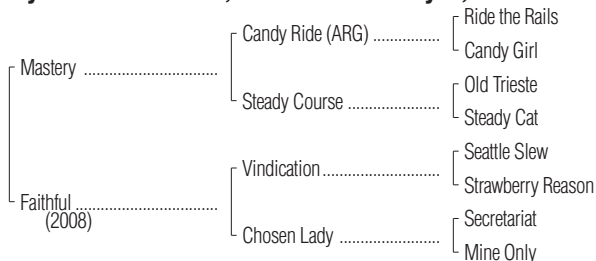 Ride the Rails
Candy Ride (ARG) ................
Candy Girl
Mastery ................................
Old Trieste
Steady Course ......................
Steady Cat
Seattle Slew
Vindication............................
Strawberry Reason
Faithful..................................
(2008)
Secretariat
Chosen Lady ........................
Mine Only